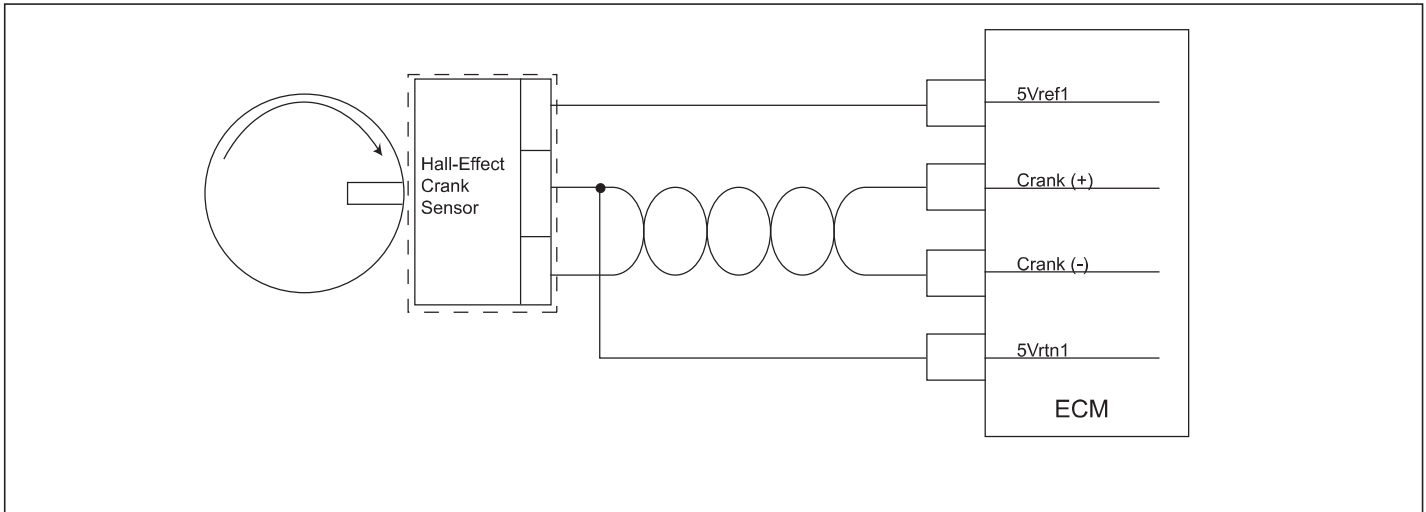 5Vref1
Hall-Effect
Crank
Sensor
Crank (+)
Crank (-)
5Vrtn1
ECM